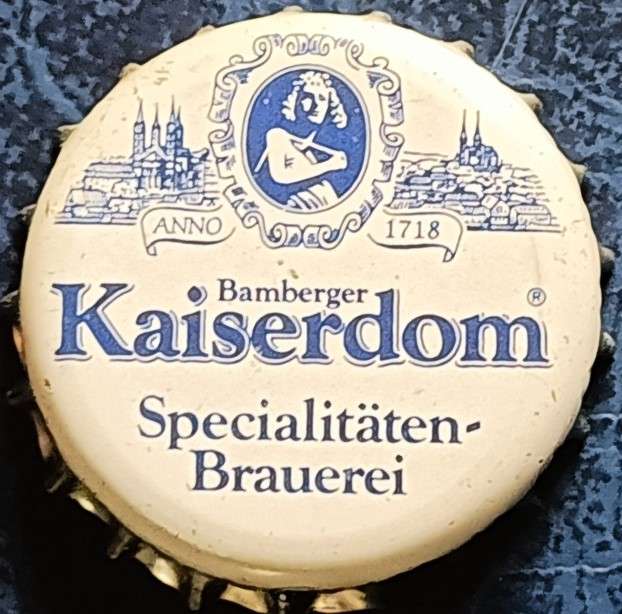 ANNO 1718
Bamberger
Kaiserdom®
Specialitäten-
Brauerei